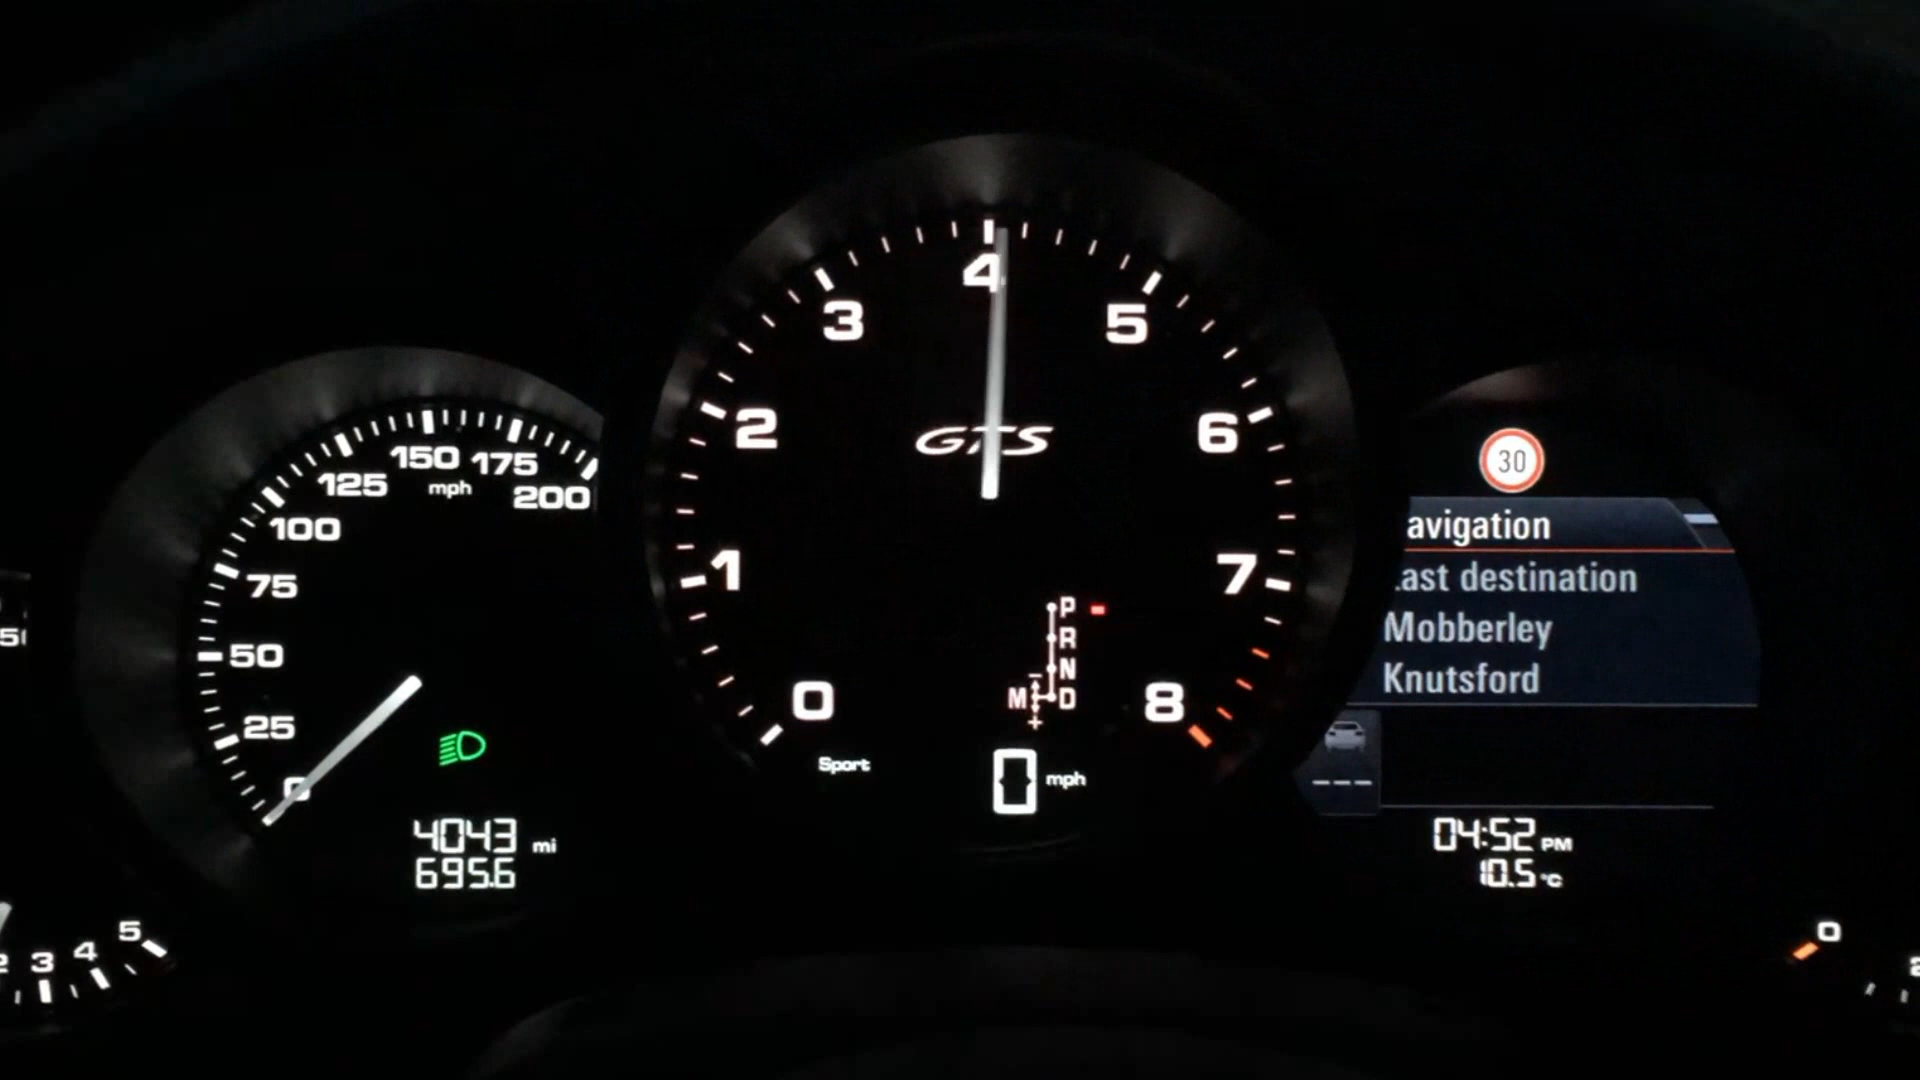 5
2
3
4
5
0
25
50
75
100
125
150
175
200
mph
4043 mi
695.6
0
1
2
3
4
5
6
7
8
GTS
P
R
N
M D
-
+
Sport
0 mph
30
avigation
ast destination
Mobberley
Knutsford
---
04:52 PM
10.5 °C
0
2